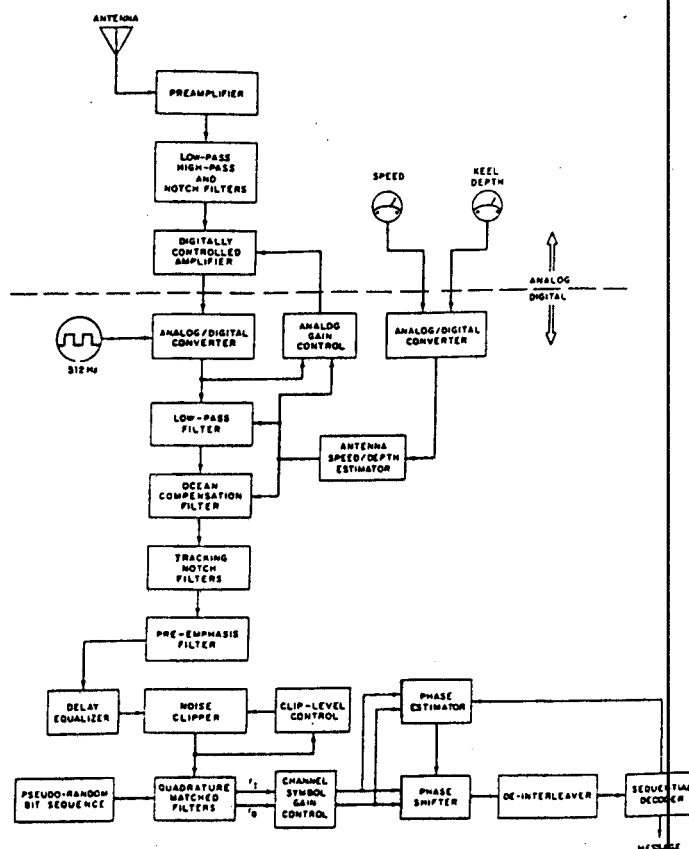 ANTENNA
PREAMPLIFIER
LOW-PASS
HIGH-PASS
AND
NOTCH FILTERS
SPEED
KEEL
DEPTH
DIGITALLY
CONTROLLED
AMPLIFIER
ANALOG
DIGITAL
ANALOG/DIGITAL
CONVERTER
ANALOG
GAIN
CONTROL
ANALOG/DIGITAL
CONVERTER
512 Hz
LOW-PASS
FILTER
ANTENNA
SPEED/DEPTH
ESTIMATOR
OCEAN
COMPENSATION
FILTER
TRACKING
NOTCH
FILTERS
PRE-EMPHASIS
FILTER
DELAY
EQUALIZER
NOISE
CLIPPER
CLIP-LEVEL
CONTROL
PHASE
ESTIMATOR
PSEUDO-RANDOM
BIT SEQUENCE
QUADRATURE
MATCHED
FILTERS
r_I
r_Q
CHANNEL
SYMBOL
GAIN
CONTROL
PHASE
SHIFTER
DE-INTERLEAVER
SEQUENTIAL
DECODER
MESSAGE